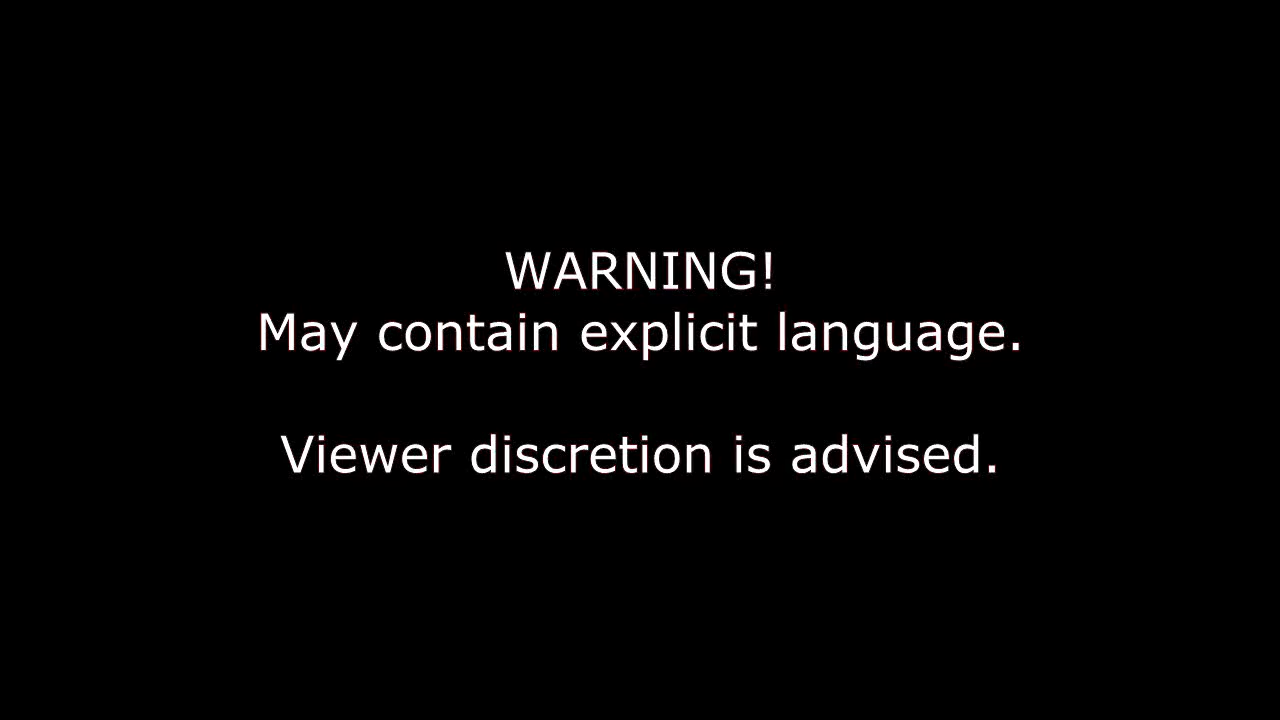 WARNING!
May contain explicit language.
Viewer discretion is advised.